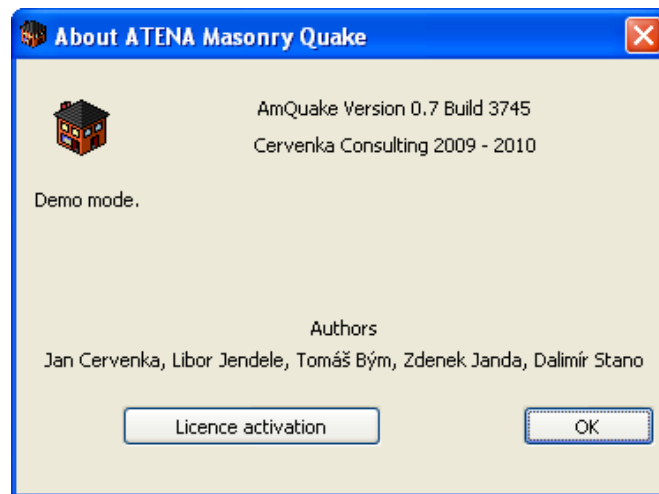 About ATENA Masonry Quake
AmQuake Version 0.7 Build 3745
Cervenka Consulting 2009 - 2010
Demo mode.
Authors
Jan Cervenka, Libor Jendele, Tomáš Bým, Zdenek Janda, Dalimír Stano
Licence activation
OK